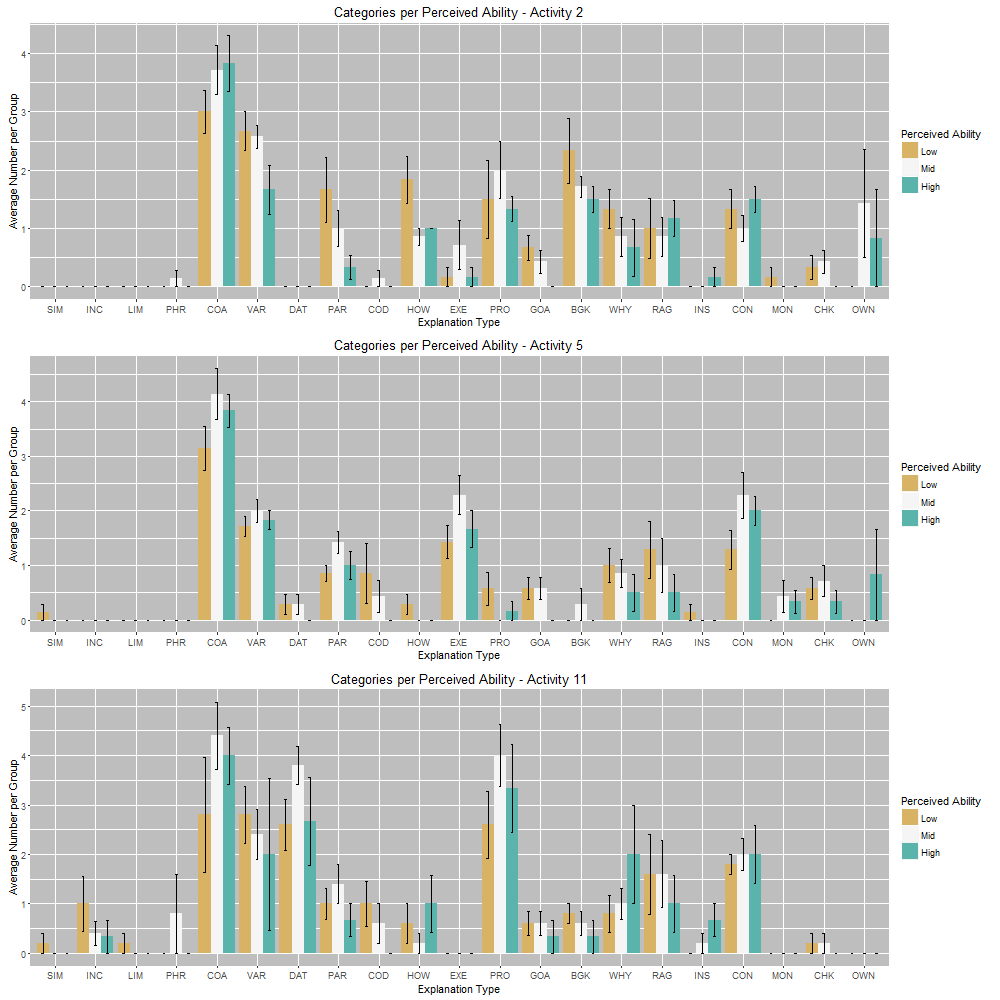 Categories per Perceived Ability - Activity 2
Average Number per Group
4
3
2
1
0
SIM INC LIM PHR COA VAR DAT PAR COD HOW EXE PRO GOA BGK WHY RAG INS CON MON CHK OWN
Explanation Type
Perceived Ability
Low
Mid
High
Categories per Perceived Ability - Activity 5
Average Number per Group
4
3
2
1
0
SIM INC LIM PHR COA VAR DAT PAR COD HOW EXE PRO GOA BGK WHY RAG INS CON MON CHK OWN
Explanation Type
Perceived Ability
Low
Mid
High
Categories per Perceived Ability - Activity 11
Average Number per Group
5
4
3
2
1
0
SIM INC LIM PHR COA VAR DAT PAR COD HOW EXE PRO GOA BGK WHY RAG INS CON MON CHK OWN
Explanation Type
Perceived Ability
Low
Mid
High